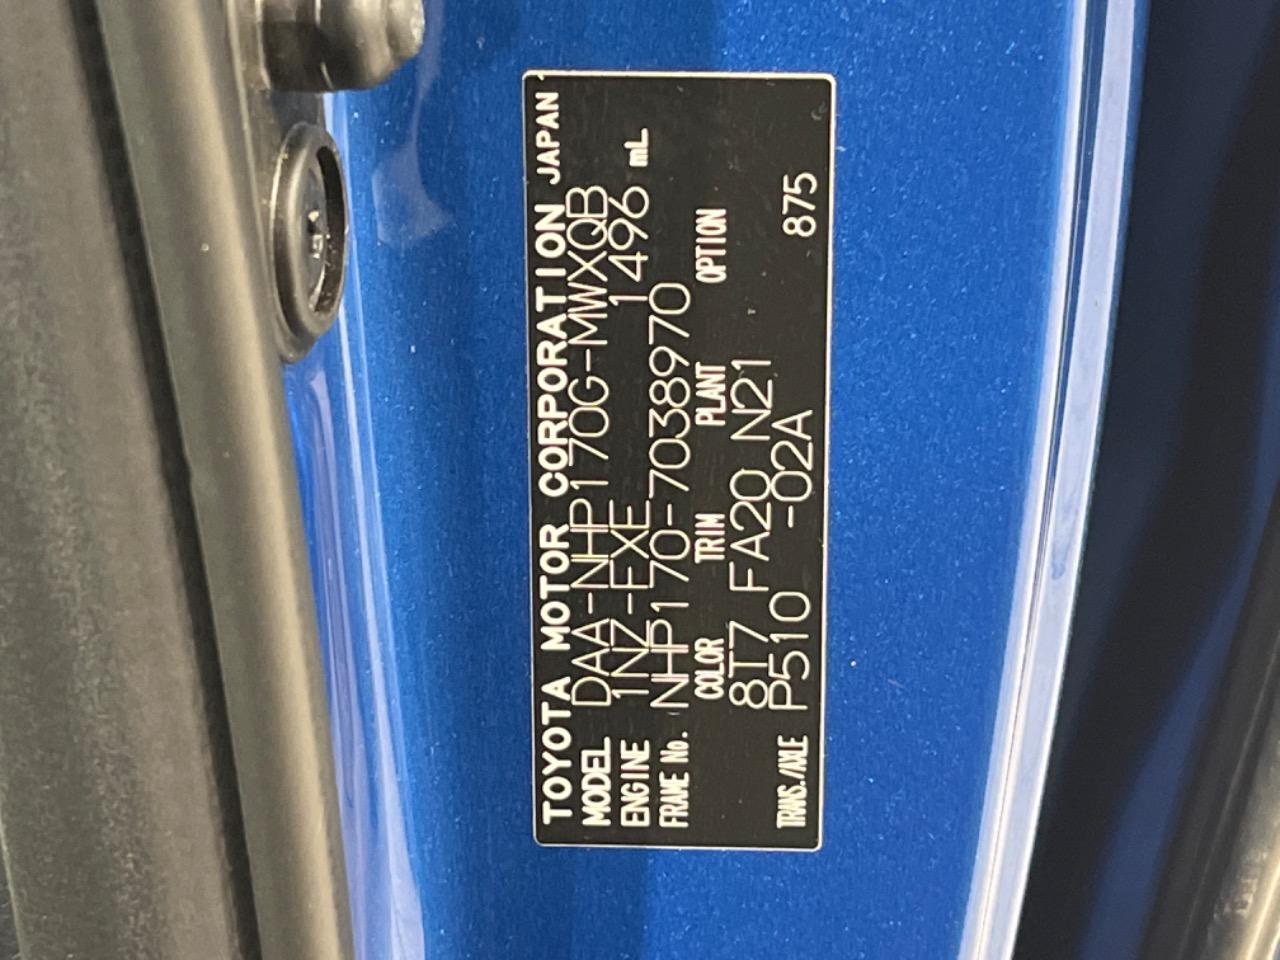 TOYOTA MOTOR CORPORATION JAPAN
MODEL DAA-NHP170G-MWXQB
ENGINE 1NZ-FXE 1496 mL
FRAME No. NHP170-7038970
COLOR TRIM PLANT OPTION
8T7 FA20 N21
TRANS./AXLE P510 -02A 875